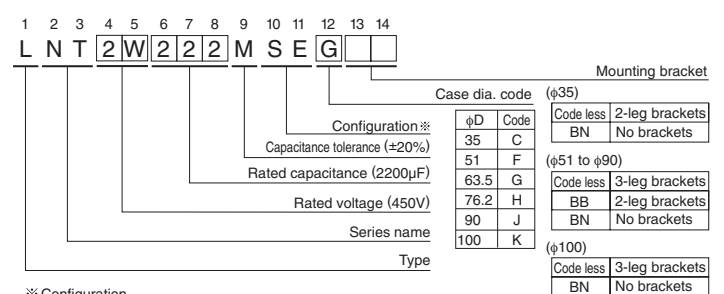 1 2 3 4 5 6 7 8 9 10 11 12 13 14
L N T 2 W 2 2 2 M S E G
Mounting bracket
Case dia. code
(ϕ35)
Code less 2-leg brackets
BN No brackets
(ϕ51 to ϕ90)
Code less 3-leg brackets
BB 2-leg brackets
BN No brackets
(ϕ100)
Code less 3-leg brackets
BN No brackets
ϕD Code
35 C
51 F
63.5 G
76.2 H
90 J
100 K
Configuration※
Capacitance tolerance (±20%)
Rated capacitance (2200µF)
Rated voltage (450V)
Series name
Type
※Configuration